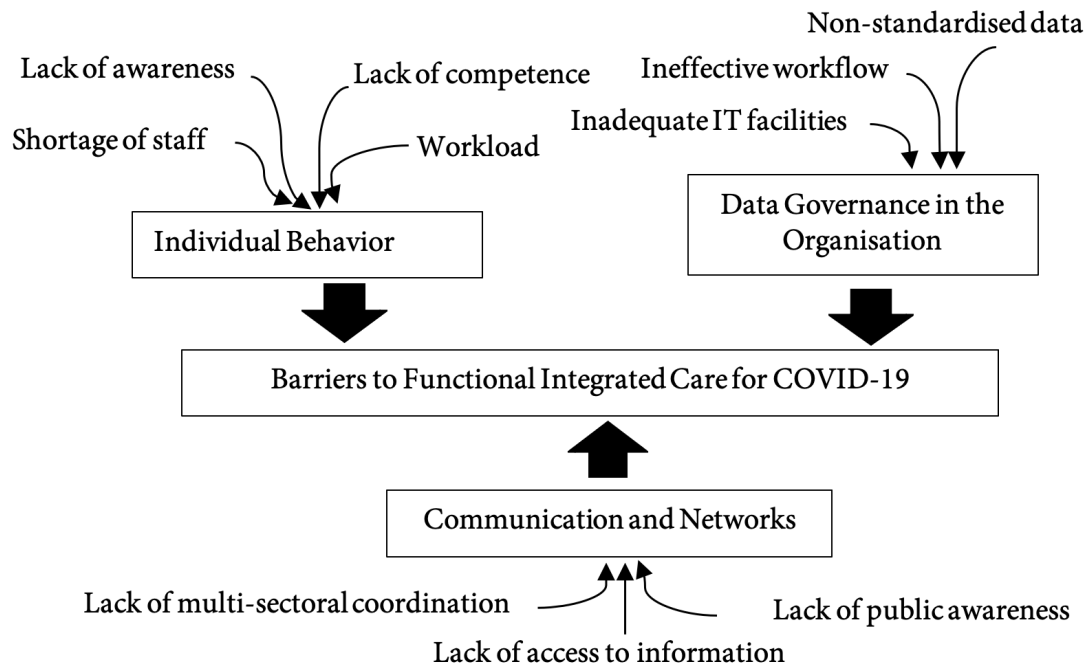 Non-standardised data
Lack of awareness
Lack of competence
Ineffective workflow
Shortage of staff
Workload
Inadequate IT facilities
Individual Behavior
Data Governance in the
Organisation
Barriers to Functional Integrated Care for COVID-19
Communication and Networks
Lack of multi-sectoral coordination
Lack of public awareness
Lack of access to information